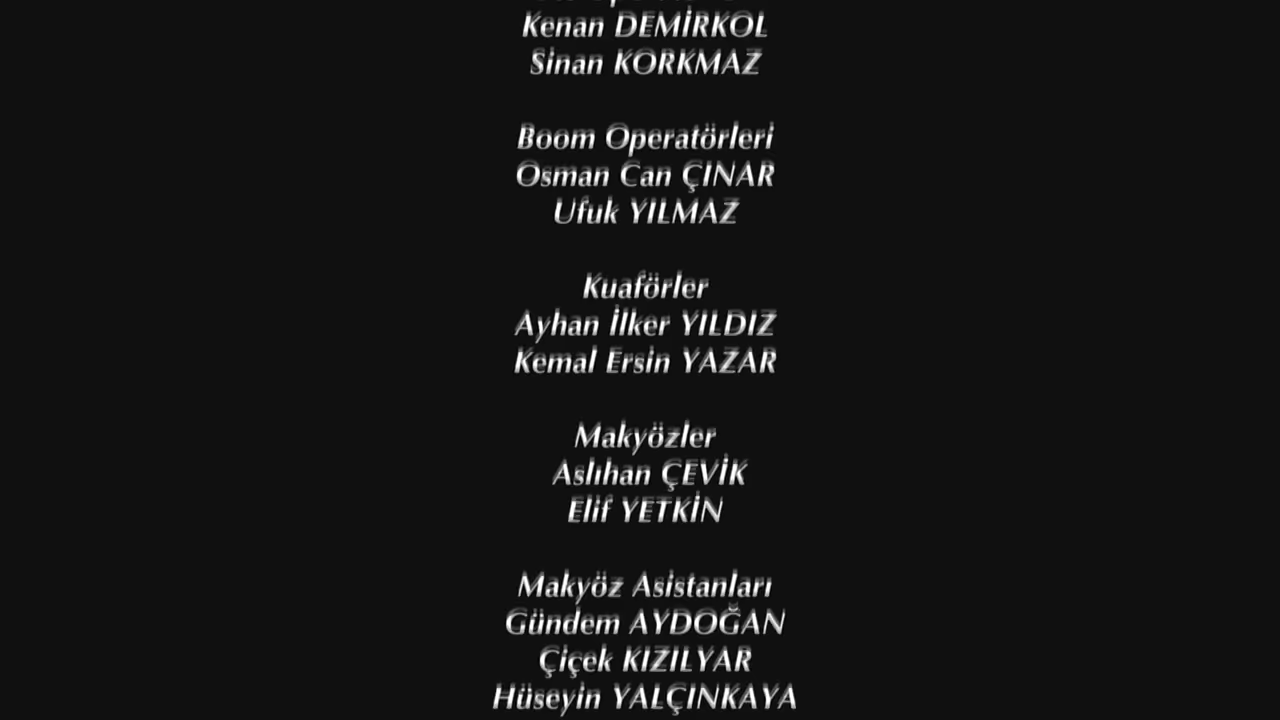 Kenan DEMİRKOL
Sinan KORKMAZ
Boom Operatörleri
Osman Can ÇINAR
Ufuk YILMAZ
Kuaförler
Ayhan İlker YILDIZ
Kemal Ersin YAZAR
Makyözler
Aslıhan ÇEVİK
Elif YETKİN
Makyöz Asistanları
Gündem AYDOĞAN
Çiçek KIZILYAR
Hüseyin YALÇINKAYA